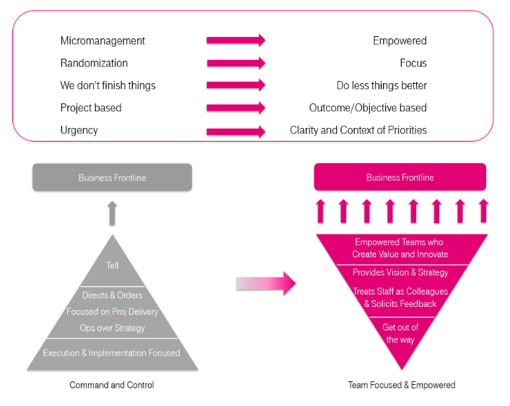 Micromanagement Empowered
Randomization Focus
We don't finish things Do less things better
Project based Outcome/Objective based
Urgency Clarity and Context of Priorities
Business Frontline
Tell
Directs & Orders
Focused on Proj Delivery
Ops over Strategy
Execution & Implementation Focused
Command and Control
Business Frontline
Empowered Teams who
Create Value and Innovate
Provides Vision & Strategy
Treats Staff as Colleagues
& Solicits Feedback
Get out of
the way
Team Focused & Empowered